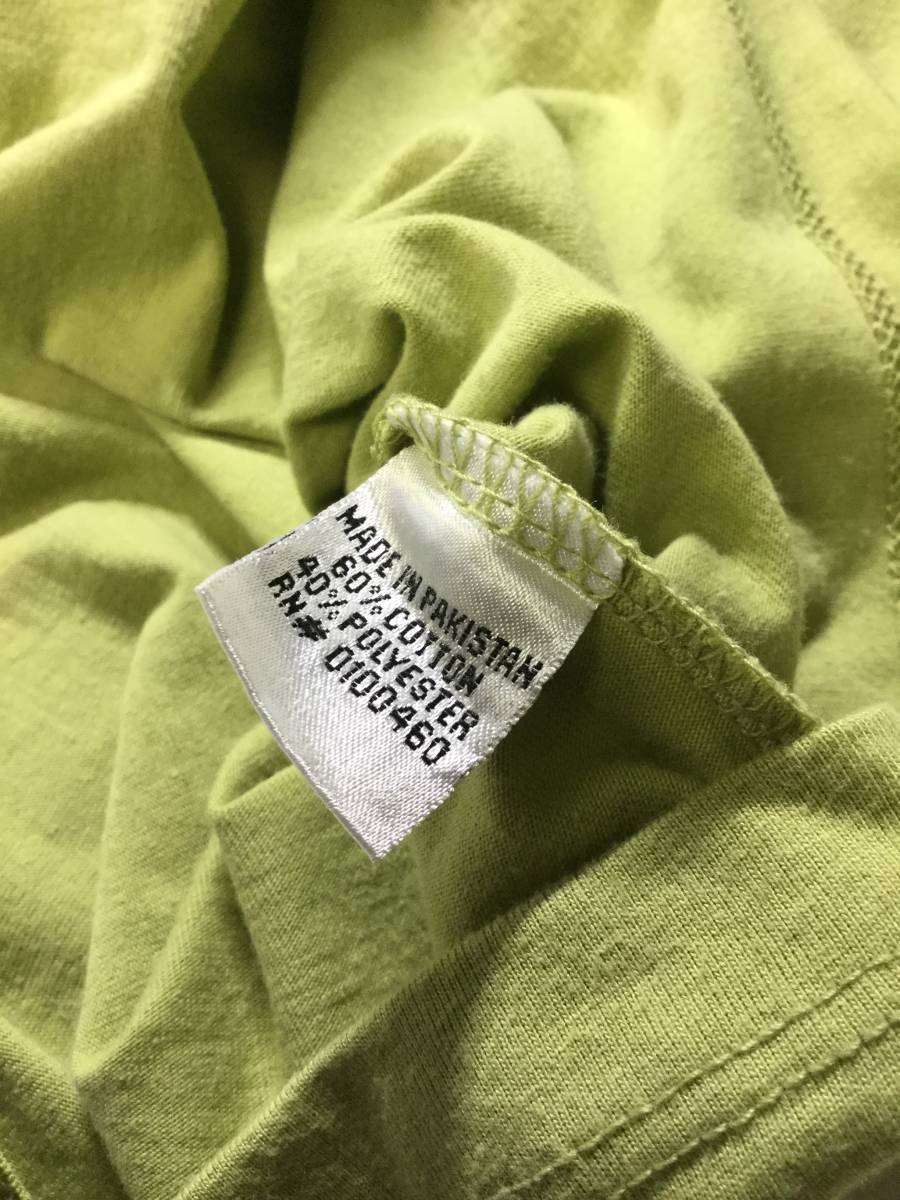 MADE IN PAKISTAN
60% COTTON
40% POLYESTER
RN# 0100460